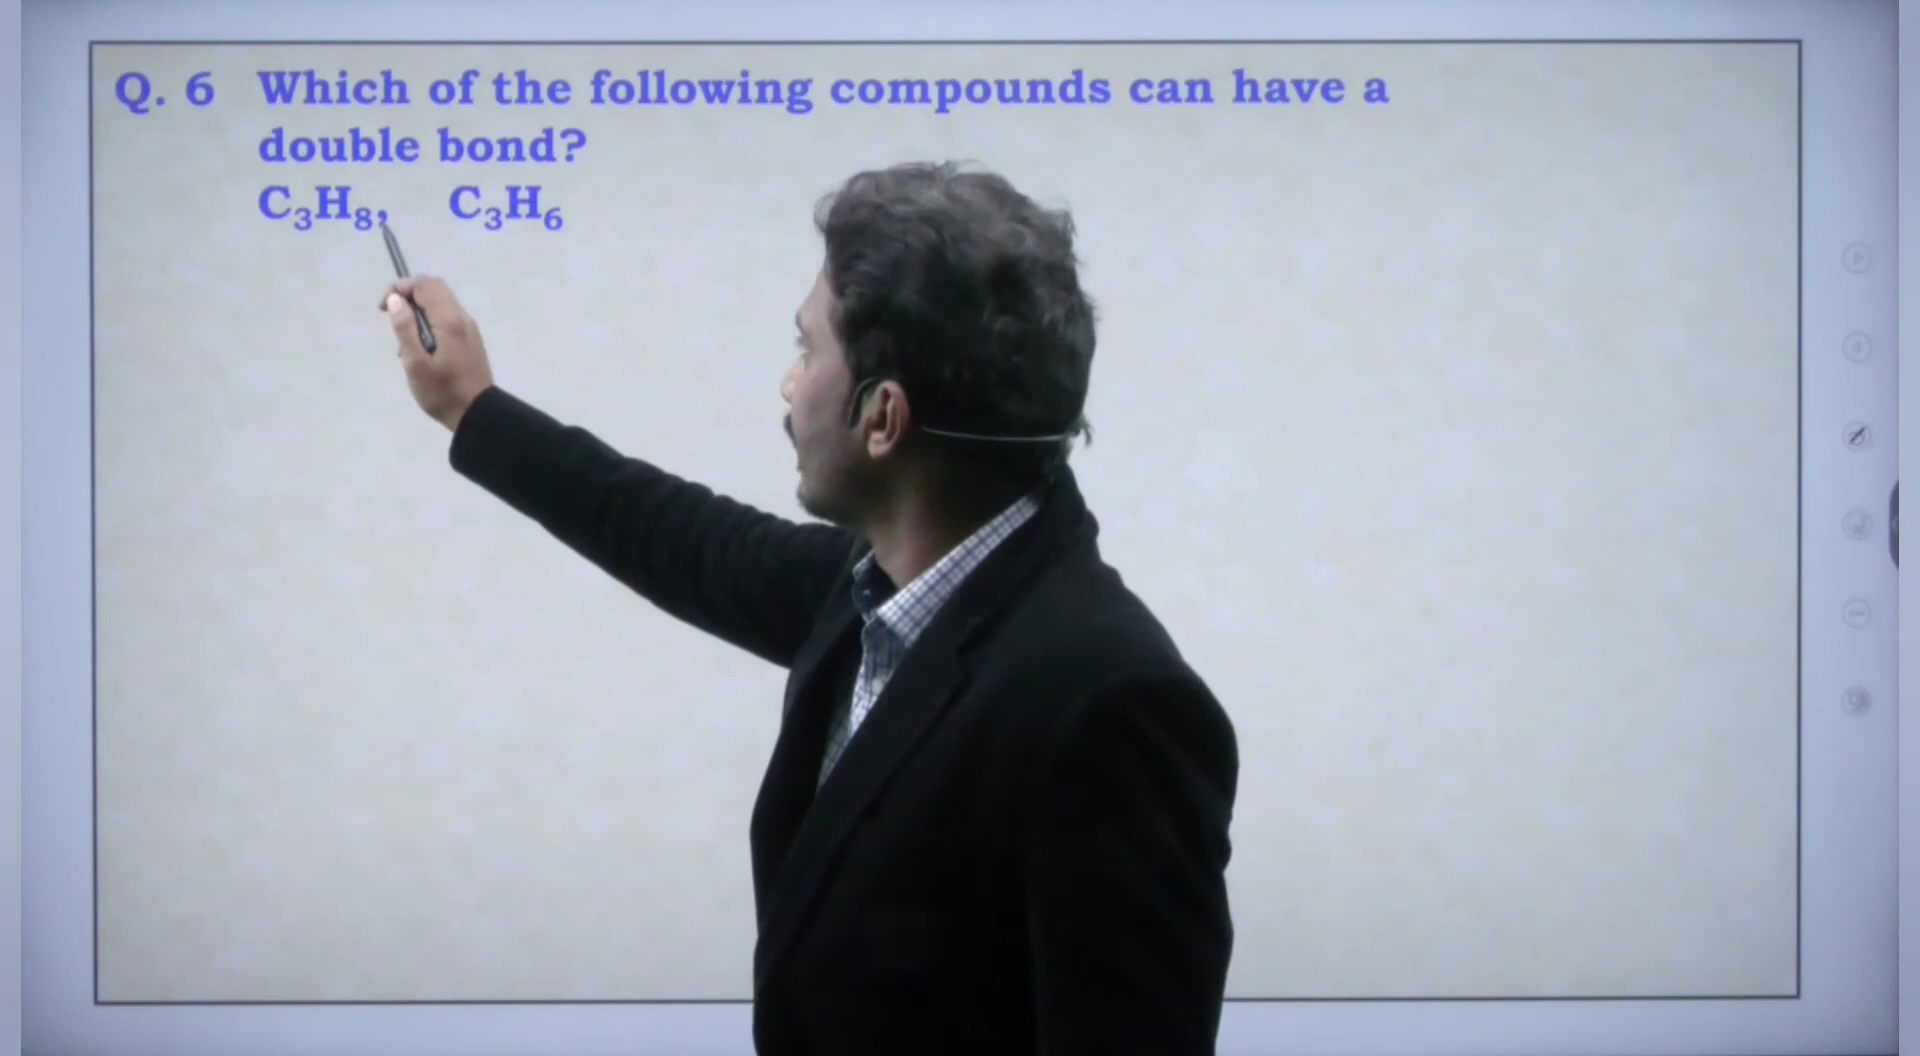 Q. 6 Which of the following compounds can have a
double bond?
C₃H₈, C₃H₆